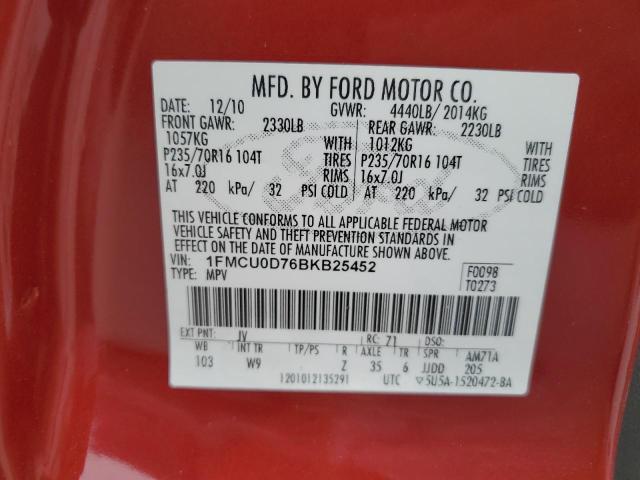 MFD. BY FORD MOTOR CO.
DATE: 12/10 GVWR: 4440LB/ 2014KG
FRONT GAWR: 2330LB REAR GAWR: 2230LB
1057KG WITH 1012KG WITH
P235/70R16 104T TIRES P235/70R16 104T TIRES
16x7.0J RIMS 16x7.0J RIMS
AT 220 kPa/ 32 PSI COLD AT 220 kPa/ 32 PSI COLD
THIS VEHICLE CONFORMS TO ALL APPLICABLE FEDERAL MOTOR
VEHICLE SAFETY AND THEFT PREVENTION STANDARDS IN
EFFECT ON THE DATE OF MANUFACTURE SHOWN ABOVE.
VIN: 1FMCU0D76BKB25452 F0098
TYPE: MPV T0273
EXT PNT: JV RC: 71 DSO:
WB INT TR TP/PS R AXLE TR SPR AM71A
103 W9 Z 35 6 JJDD 205
1201012135291 UTC ▽5U5A-1520472-BA
Ford